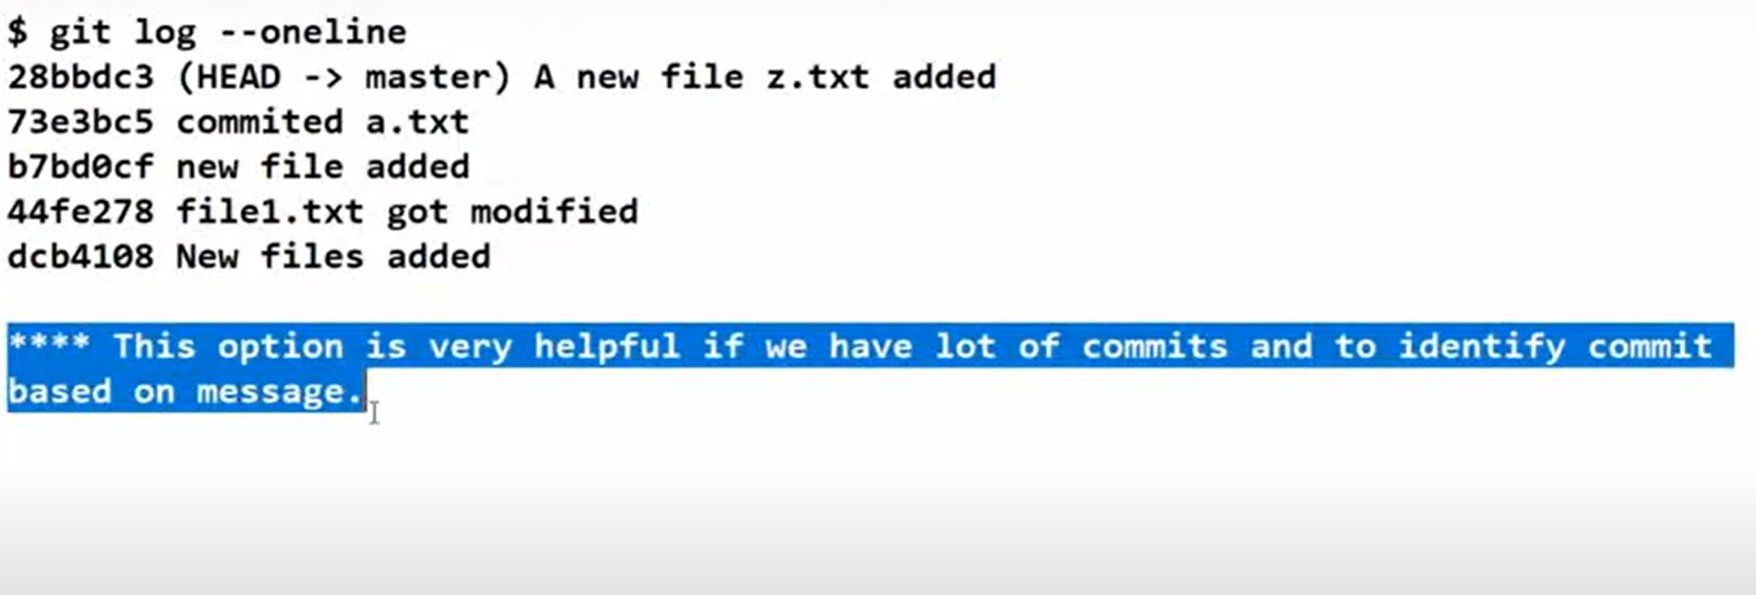 $ git log --oneline
28bbdc3 (HEAD -> master) A new file z.txt added
73e3bc5 commited a.txt
b7bd0cf new file added
44fe278 file1.txt got modified
dcb4108 New files added
**** This option is very helpful if we have lot of commits and to identify commit
based on message.